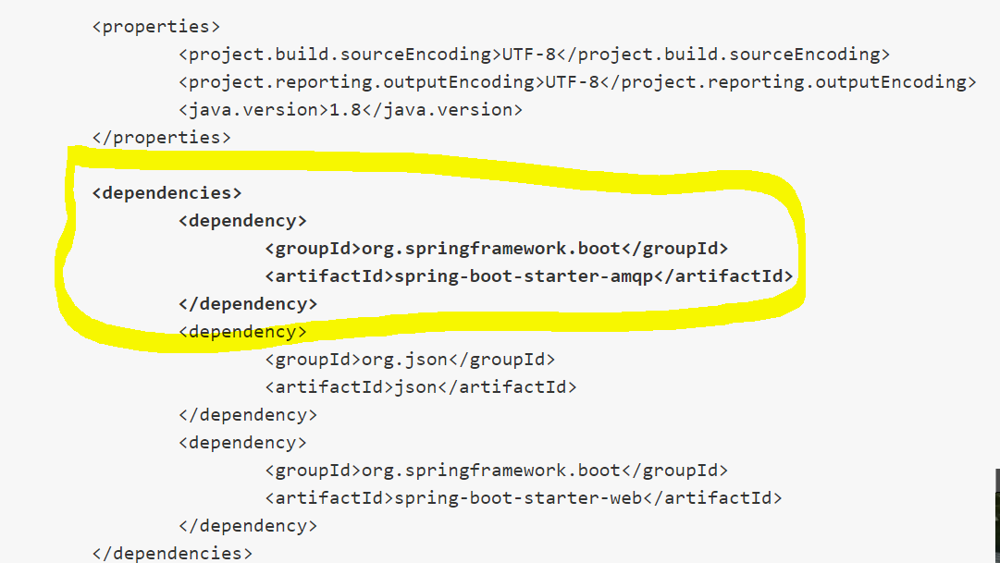 <properties>
<project.build.sourceEncoding>UTF-8</project.build.sourceEncoding>
<project.reporting.outputEncoding>UTF-8</project.reporting.outputEncoding>
<java.version>1.8</java.version>
</properties>
<dependencies>
<dependency>
<groupId>org.springframework.boot</groupId>
<artifactId>spring-boot-starter-amqp</artifactId>
</dependency>
<dependency>
<groupId>org.json</groupId>
<artifactId>json</artifactId>
</dependency>
<dependency>
<groupId>org.springframework.boot</groupId>
<artifactId>spring-boot-starter-web</artifactId>
</dependency>
</dependencies>